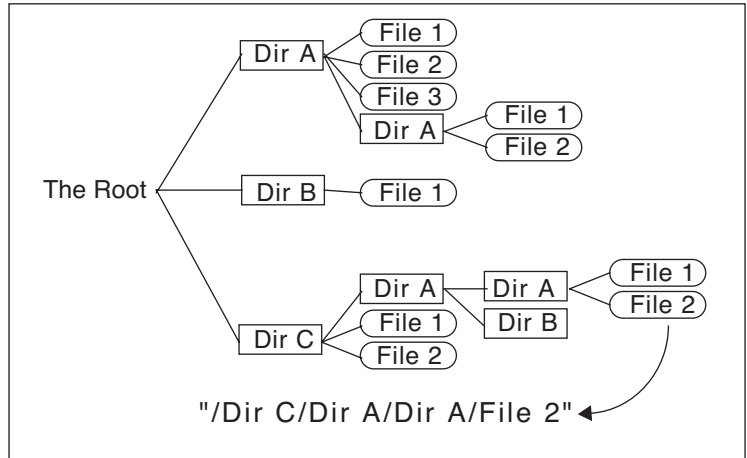 File 1
Dir A
File 2
File 3
Dir A
File 1
File 2
The Root
Dir B
File 1
Dir A
Dir A
File 1
File 2
Dir B
Dir C
File 1
File 2
"/Dir C/Dir A/Dir A/File 2"